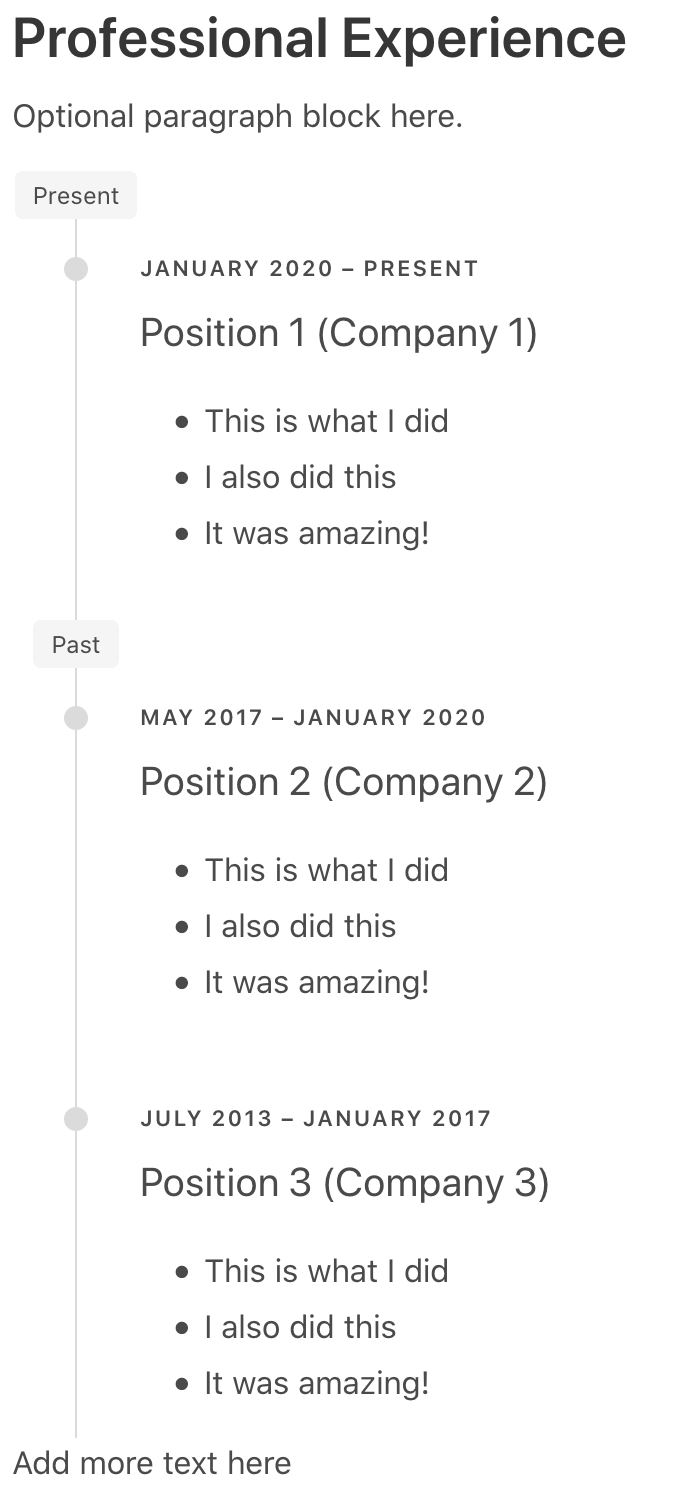 Professional Experience
Optional paragraph block here.
Present
JANUARY 2020 – PRESENT
Position 1 (Company 1)
• This is what I did
• I also did this
• It was amazing!
Past
MAY 2017 – JANUARY 2020
Position 2 (Company 2)
• This is what I did
• I also did this
• It was amazing!
JULY 2013 – JANUARY 2017
Position 3 (Company 3)
• This is what I did
• I also did this
• It was amazing!
Add more text here